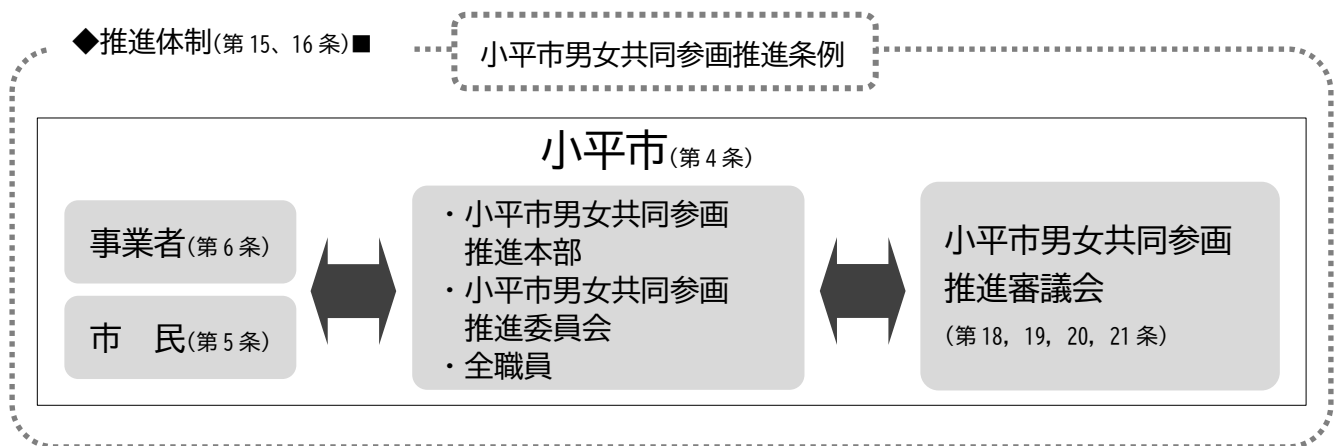 ◆推進体制(第15、16条)■
小平市男女共同参画推進条例
小平市(第4条)
事業者(第6条)
市　民(第5条)
・小平市男女共同参画
推進本部
・小平市男女共同参画
推進委員会
・全職員
小平市男女共同参画
推進審議会
(第18，19，20，21条)